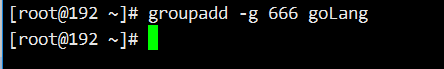 [root@192 ~]# groupadd -g 666 goLang
[root@192 ~]#